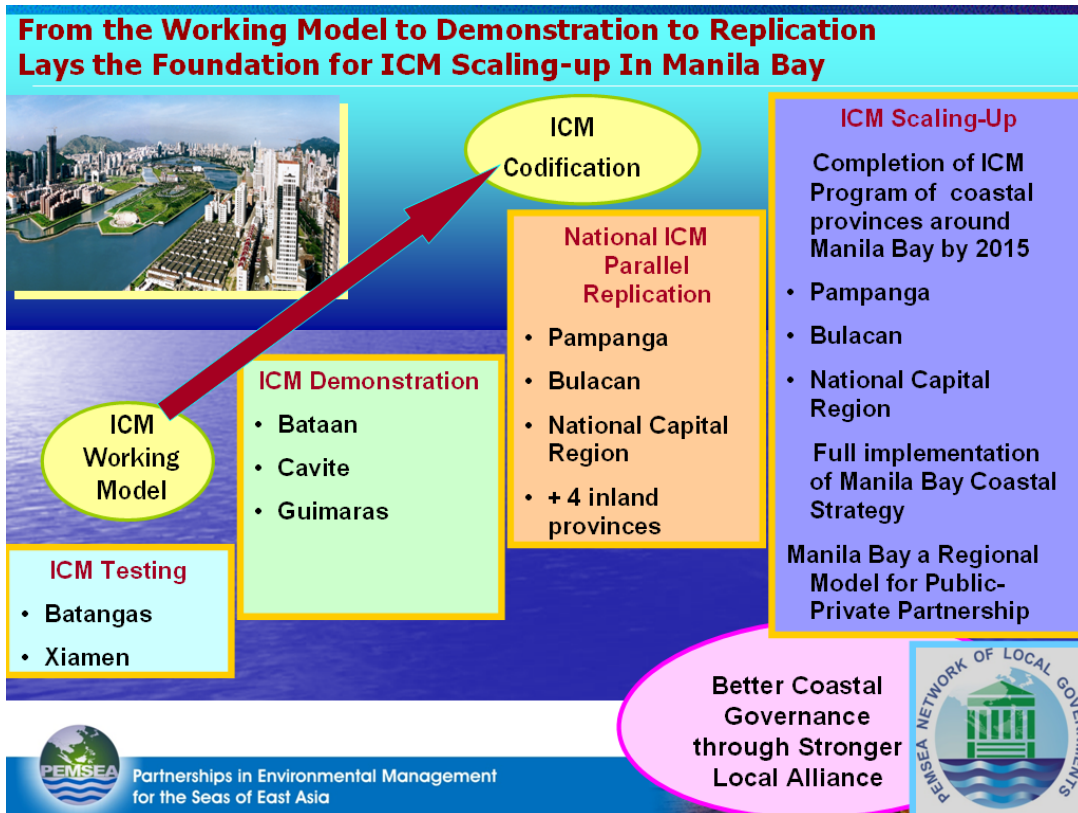 From the Working Model to Demonstration to Replication
Lays the Foundation for ICM Scaling-up In Manila Bay
ICM
Codification
ICM
Working
Model
ICM Testing
• Batangas
• Xiamen
ICM Demonstration
• Bataan
• Cavite
• Guimaras
National ICM
Parallel
Replication
• Pampanga
• Bulacan
• National Capital
Region
• + 4 inland
provinces
ICM Scaling-Up
Completion of ICM
Program of coastal
provinces around
Manila Bay by 2015
• Pampanga
• Bulacan
• National Capital
Region
Full implementation
of Manila Bay Coastal
Strategy
Manila Bay a Regional
Model for Public-
Private Partnership
Better Coastal
Governance
through Stronger
Local Alliance
PEMSEA NETWORK OF LOCAL GOVERNMENTS
PEMSEA
Partnerships in Environmental Management
for the Seas of East Asia